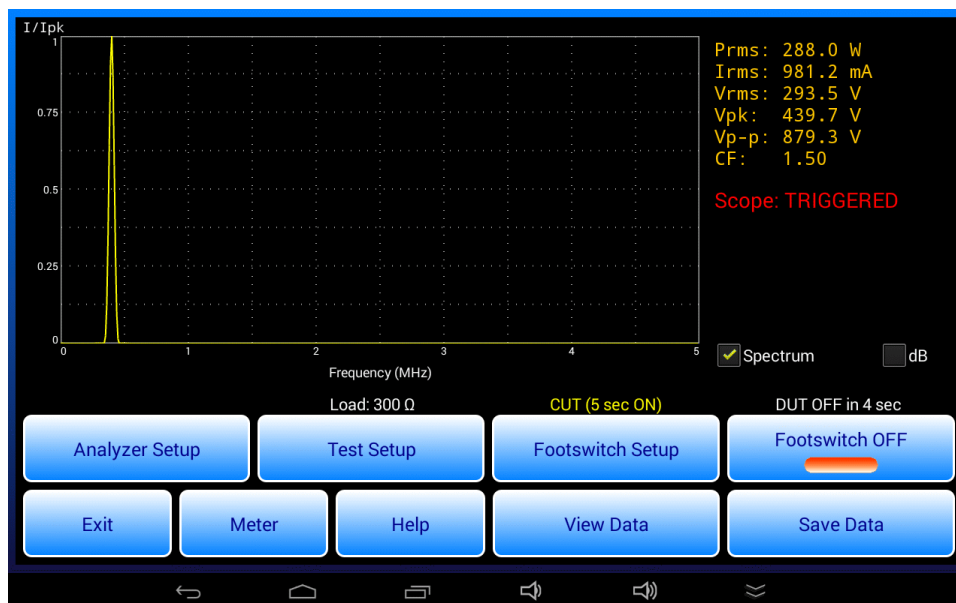 I/Ipk
1
0.75
0.5
0.25
0
0 1 2 3 4 5
Frequency (MHz)
Prms: 288.0 W
Irms: 981.2 mA
Vrms: 293.5 V
Vpk: 439.7 V
Vp-p: 879.3 V
CF: 1.50
Scope: TRIGGERED
Spectrum dB
Load: 300 Ω CUT (5 sec ON) DUT OFF in 4 sec
Analyzer Setup Test Setup Footswitch Setup Footswitch OFF
Exit Meter Help View Data Save Data